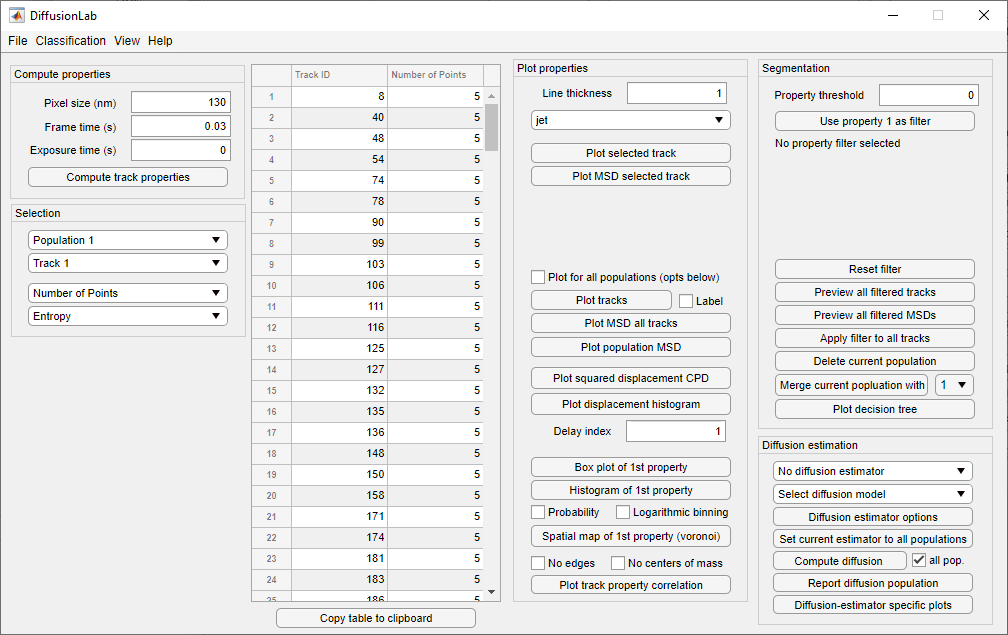 DiffusionLab
File Classification View Help
Compute properties
Pixel size (nm) 130
Frame time (s) 0.03
Exposure time (s) 0
Compute track properties
Selection
Population 1
Track 1
Number of Points
Entropy
Track ID Number of Points
1 8 5
2 40 5
3 48 5
4 54 5
5 74 5
6 78 5
7 90 5
8 99 5
9 103 5
10 106 5
11 111 5
12 116 5
13 125 5
14 127 5
15 132 5
16 135 5
17 136 5
18 148 5
19 150 5
20 158 5
21 171 5
22 174 5
23 181 5
24 183 5
25 186 5
Copy table to clipboard
Plot properties
Line thickness 1
jet
Plot selected track
Plot MSD selected track
Plot for all populations (opts below)
Plot tracks Label
Plot MSD all tracks
Plot population MSD
Plot squared displacement CPD
Plot displacement histogram
Delay index 1
Box plot of 1st property
Histogram of 1st property
Probability Logarithmic binning
Spatial map of 1st property (voronoi)
No edges No centers of mass
Plot track property correlation
Segmentation
Property threshold 0
Use property 1 as filter
No property filter selected
Reset filter
Preview all filtered tracks
Preview all filtered MSDs
Apply filter to all tracks
Delete current population
Merge current popluation with 1
Plot decision tree
Diffusion estimation
No diffusion estimator
Select diffusion model
Diffusion estimator options
Set current estimator to all populations
Compute diffusion all pop.
Report diffusion population
Diffusion-estimator specific plots